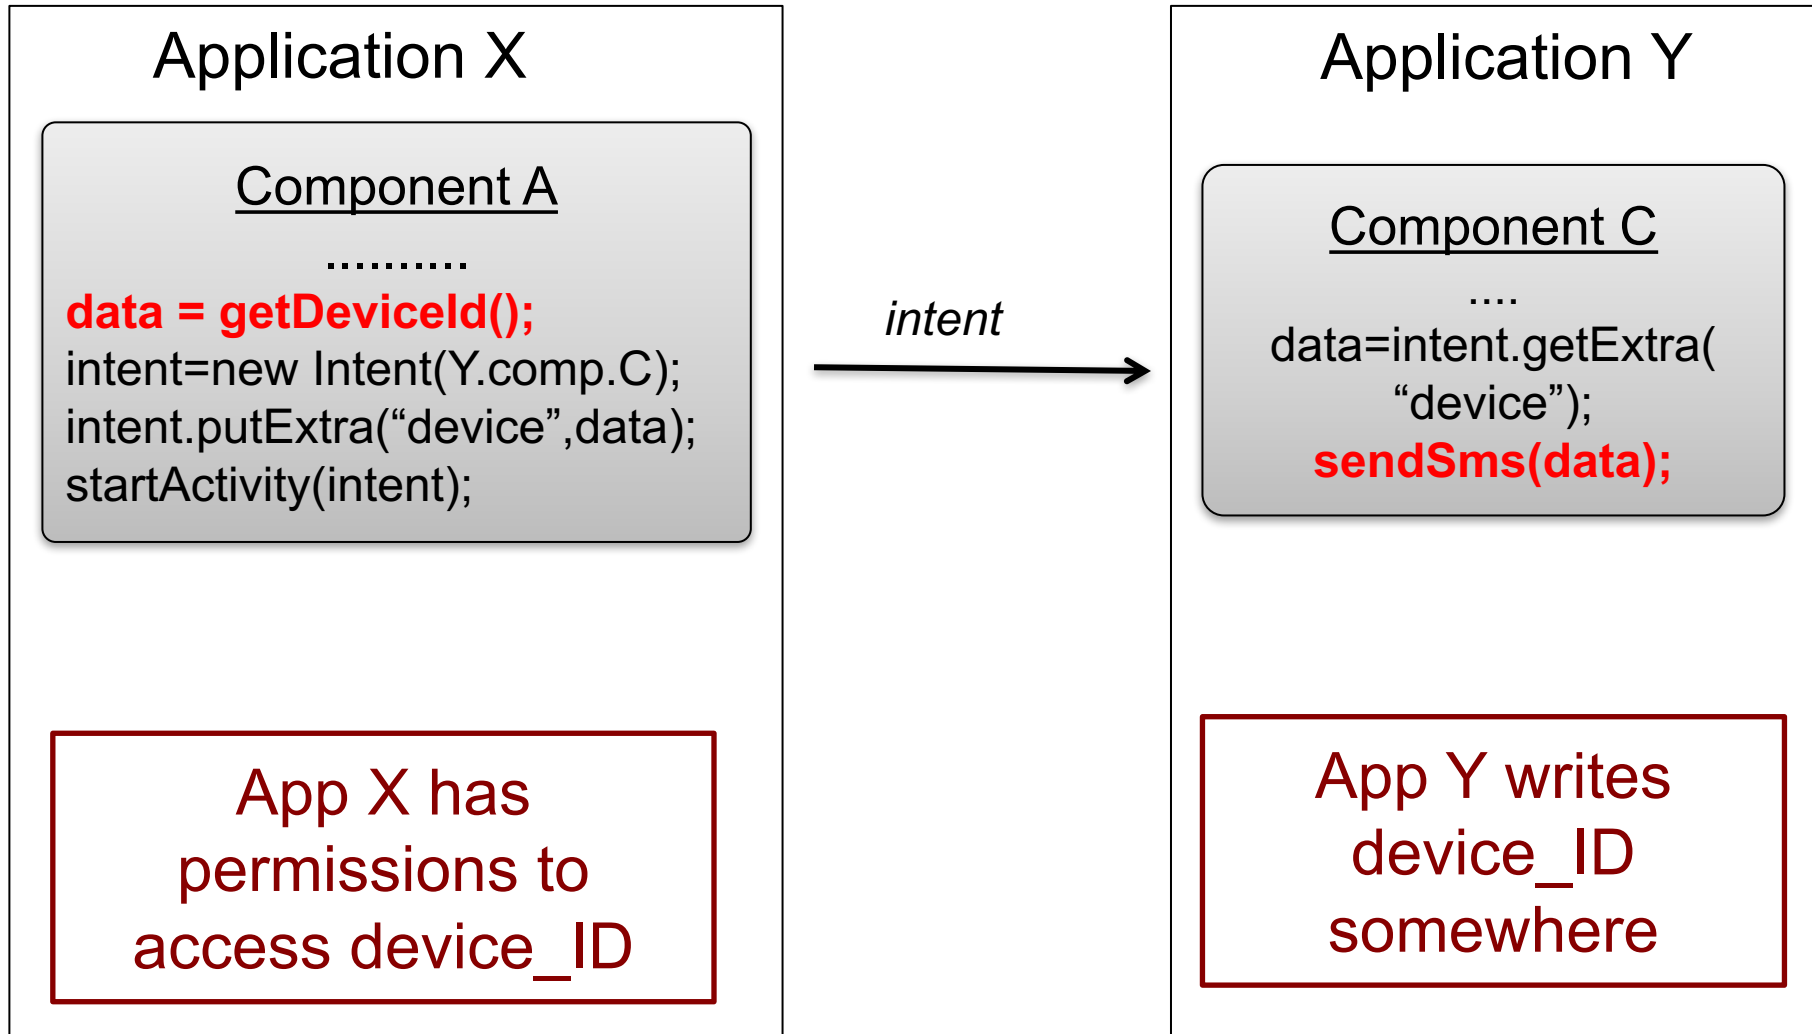 Application X
Component A
..........
data = getDeviceId();
intent=new Intent(Y.comp.C);
intent.putExtra(“device”,data);
startActivity(intent);
App X has
permissions to
access device_ID
intent
Application Y
Component C
....
data=intent.getExtra(
“device”);
sendSms(data);
App Y writes
device_ID
somewhere